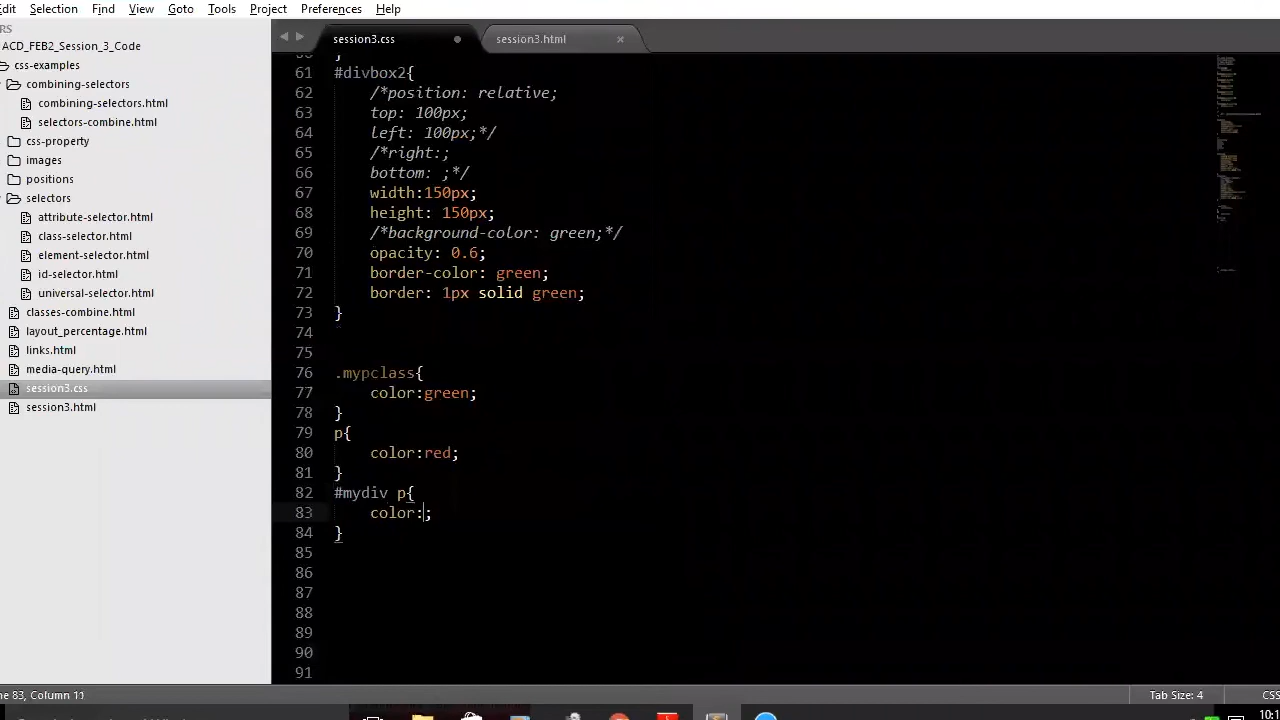 Edit Selection Find View Goto Tools Project Preferences Help
RS
session3.css session3.html
ACD_FEB2_Session_3_Code
css-examples
combining-selectors
combining-selectors.html
selectors-combine.html
css-property
images
positions
selectors
attribute-selector.html
class-selector.html
element-selector.html
id-selector.html
universal-selector.html
classes-combine.html
layout_percentage.html
links.html
media-query.html
session3.css
session3.html
}
61 #divbox2{
62 /*position: relative;
63 top: 100px;
64 left: 100px;*/
65 /*right:;
66 bottom: ;*/
67 width:150px;
68 height: 150px;
69 /*background-color: green;*/
70 opacity: 0.6;
71 border-color: green;
72 border: 1px solid green;
73 }
74
75
76 .mypclass{
77 color:green;
78 }
79 p{
80 color:red;
81 }
82 #mydiv p{
83 color:;
84 }
85
86
87
88
89
90
91
ne 83, Column 11 Tab Size: 4 CSS
10:1